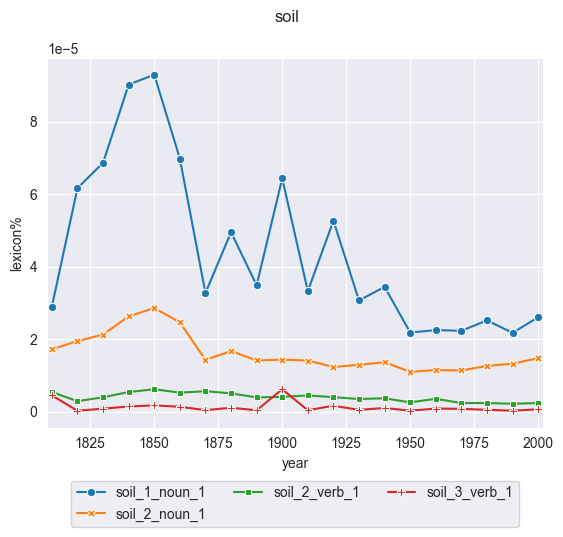 soil
1e−5
8
6
4
2
0
lexicon%
1825 1850 1875 1900 1925 1950 1975 2000
year
soil_1_noun_1 soil_2_verb_1 soil_3_verb_1
soil_2_noun_1